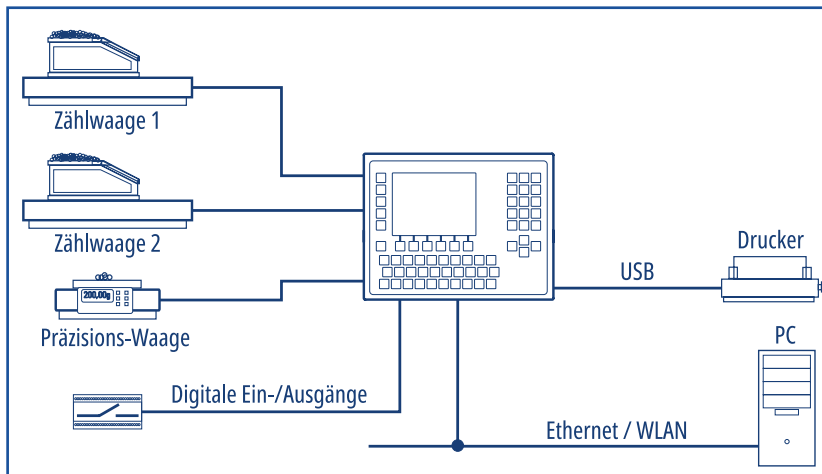 Zählwaage 1
Zählwaage 2
200,00g
Präzisions-Waage
Digitale Ein-/Ausgänge
USB
Drucker
PC
Ethernet / WLAN